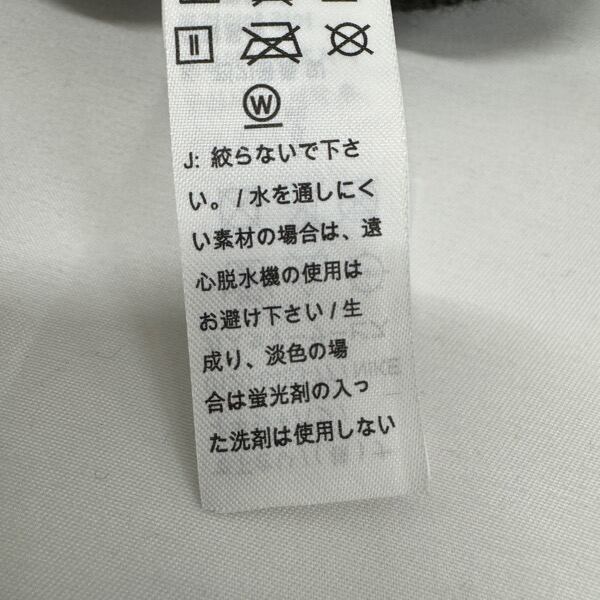 W
J: 絞らないで下さ
い。/ 水を通しにく
い素材の場合は、遠
心脱水機の使用は
お避け下さい / 生
成り、淡色の場
合は蛍光剤の入っ
た洗剤は使用しない